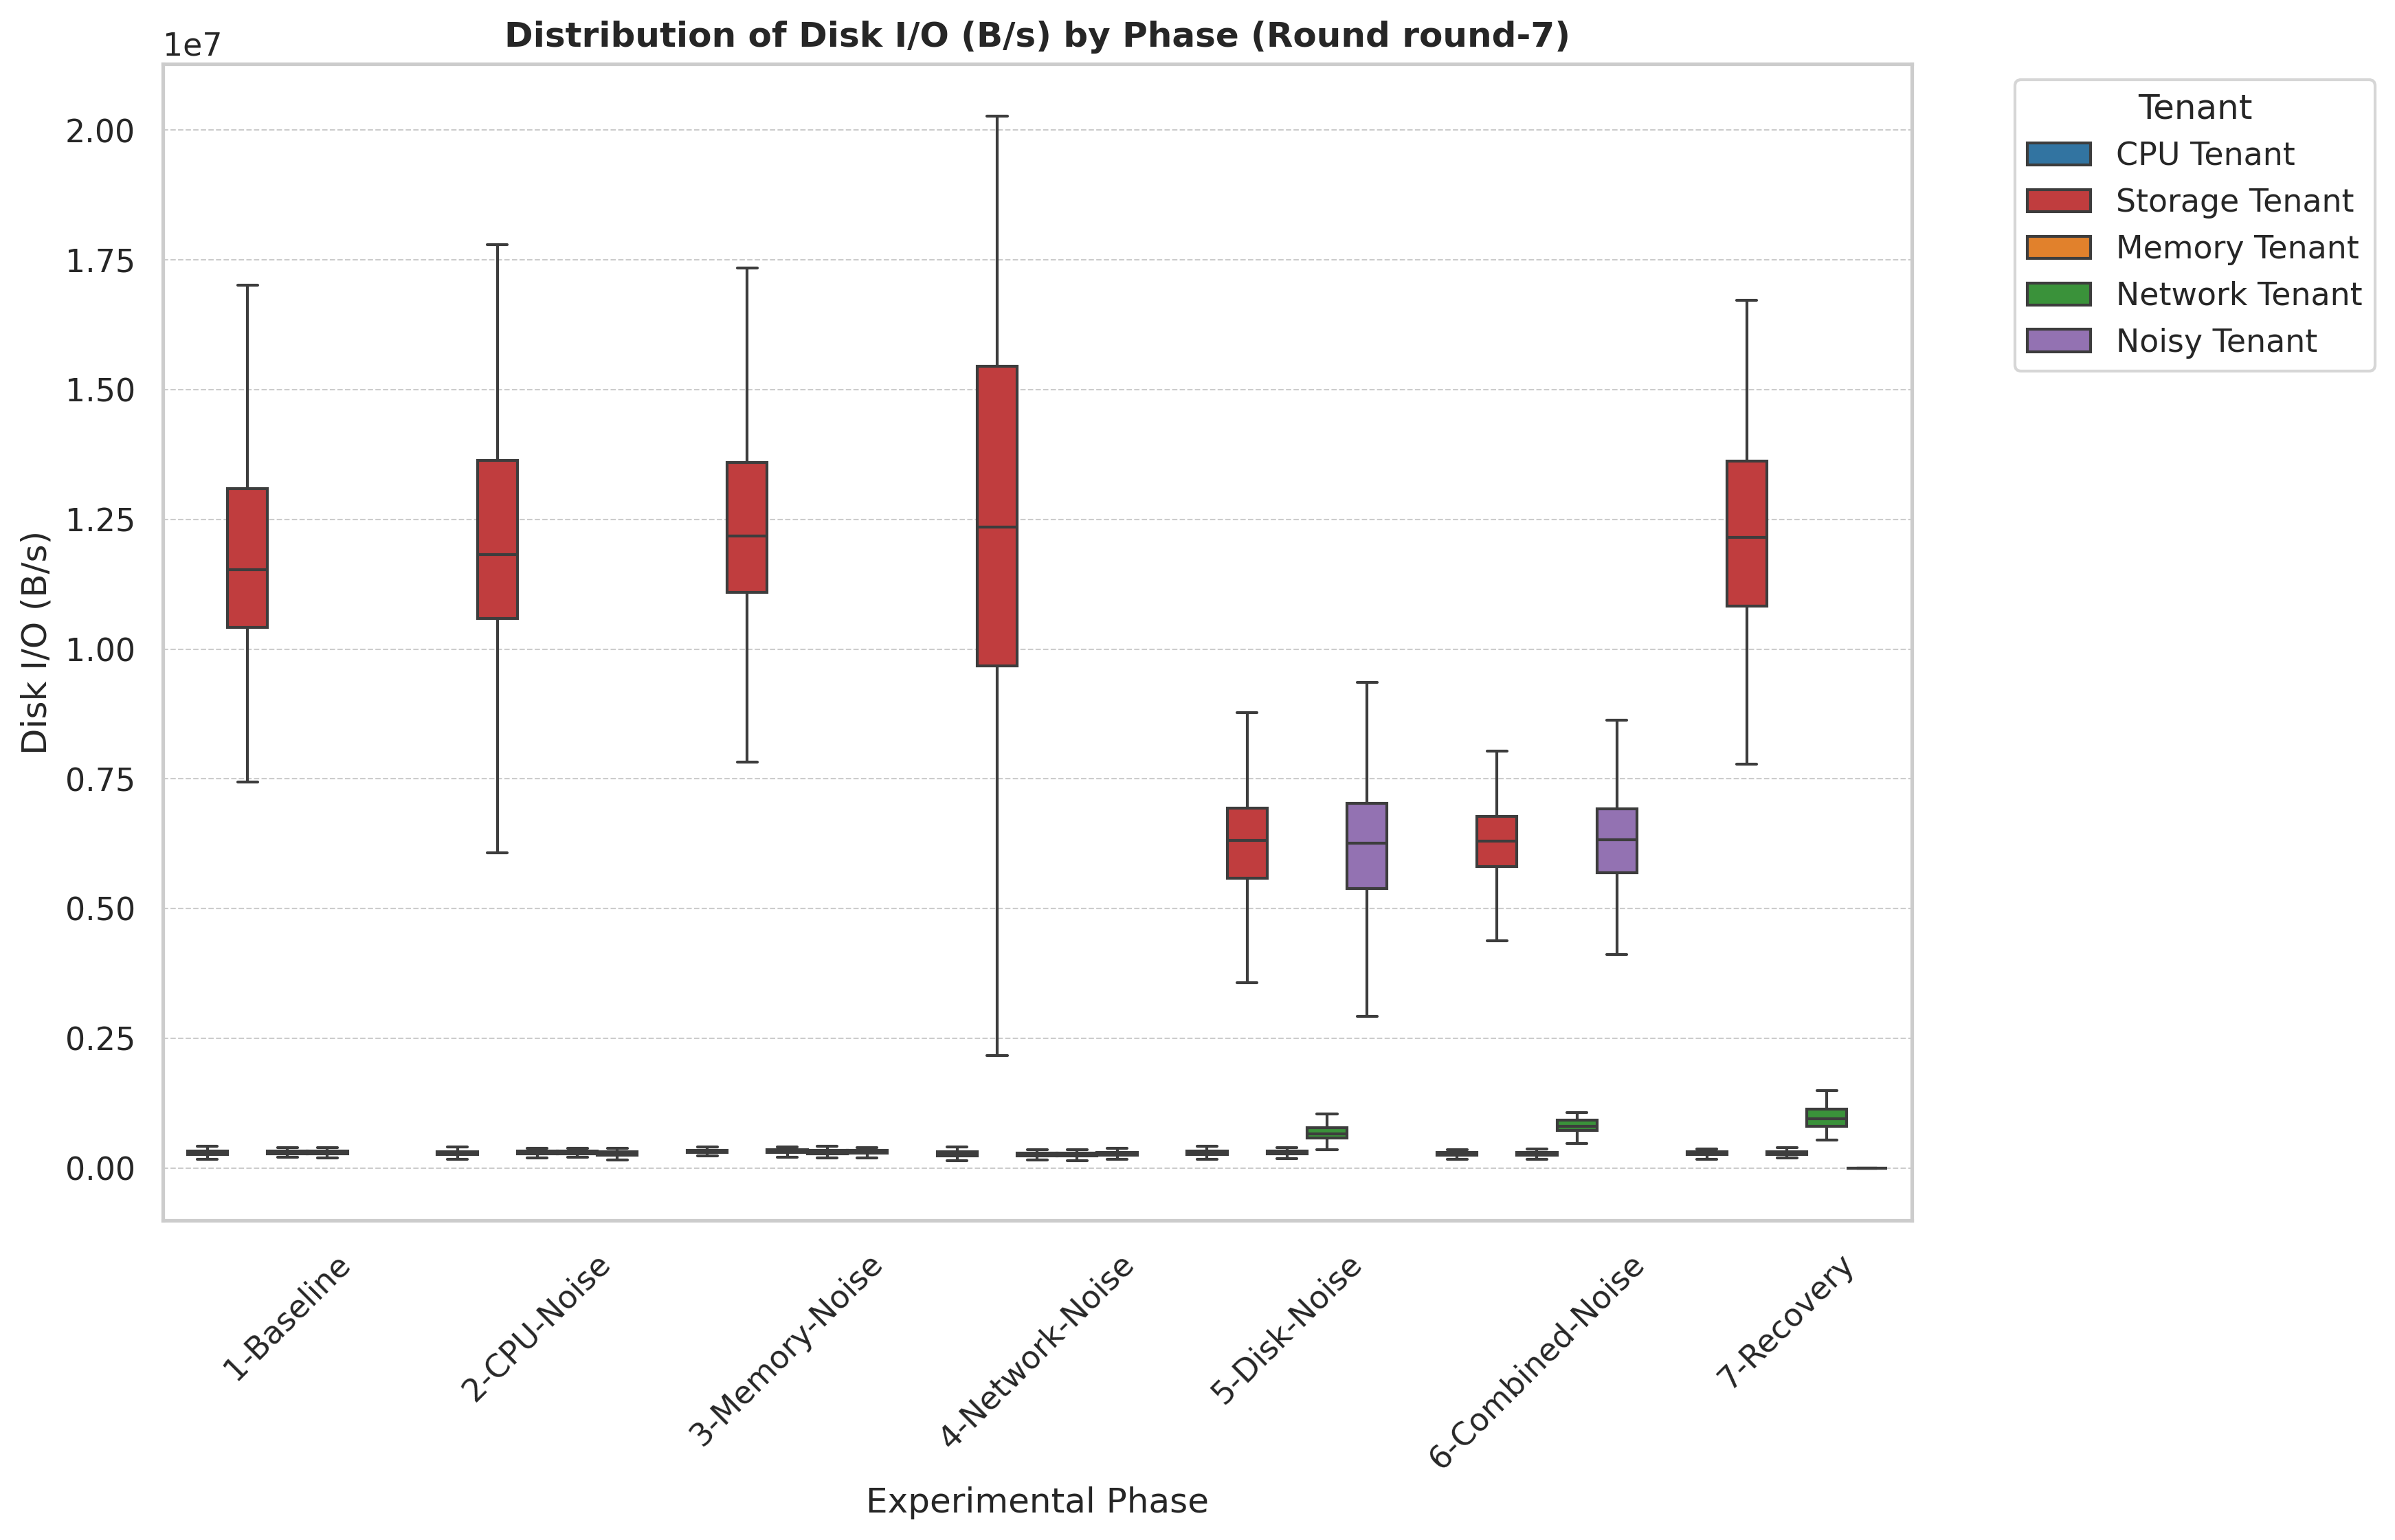 Distribution of Disk I/O (B/s) by Phase (Round round-7)
1e7
2.00
1.75
1.50
1.25
1.00
0.75
0.50
0.25
0.00
Disk I/O (B/s)
1-Baseline
2-CPU-Noise
3-Memory-Noise
4-Network-Noise
5-Disk-Noise
6-Combined-Noise
7-Recovery
Experimental Phase
Tenant
CPU Tenant
Storage Tenant
Memory Tenant
Network Tenant
Noisy Tenant